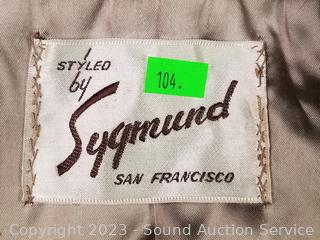 STYLED
by
104.
Sygmund
SAN FRANCISCO
Copyright 2023 - Sound Auction Service